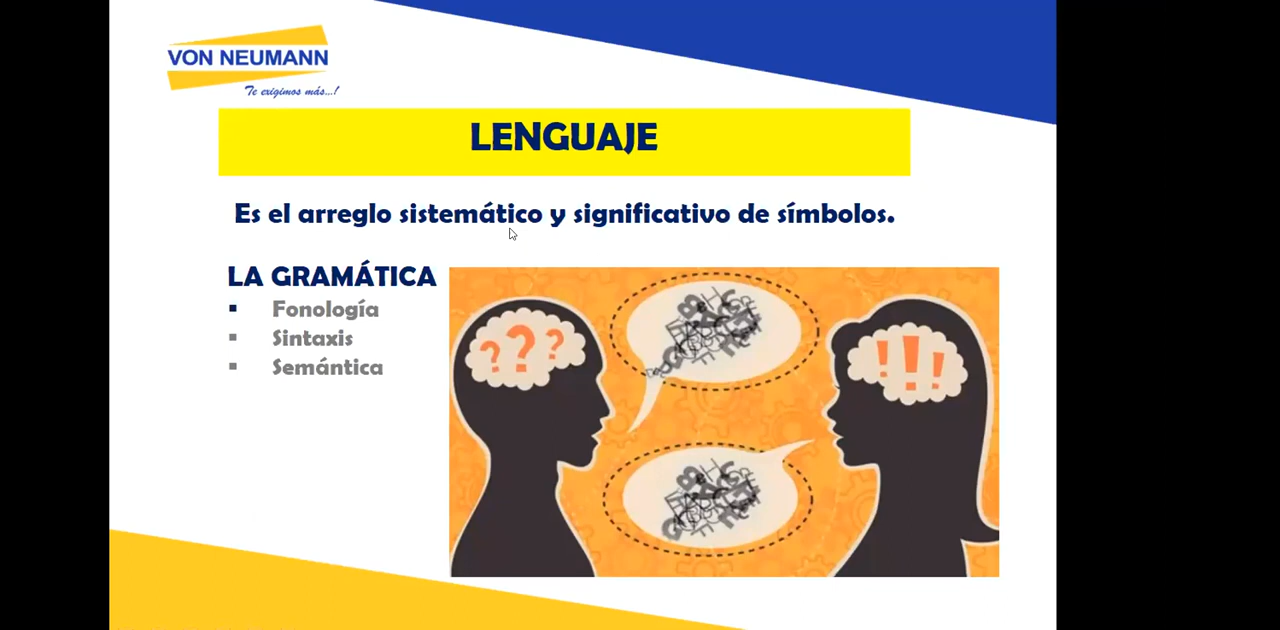 VON NEUMANN
Te exigimos más...!
LENGUAJE
Es el arreglo sistemático y significativo de símbolos.
LA GRAMÁTICA
▪ Fonología
▪ Sintaxis
▪ Semántica
? ? ?
! ! !